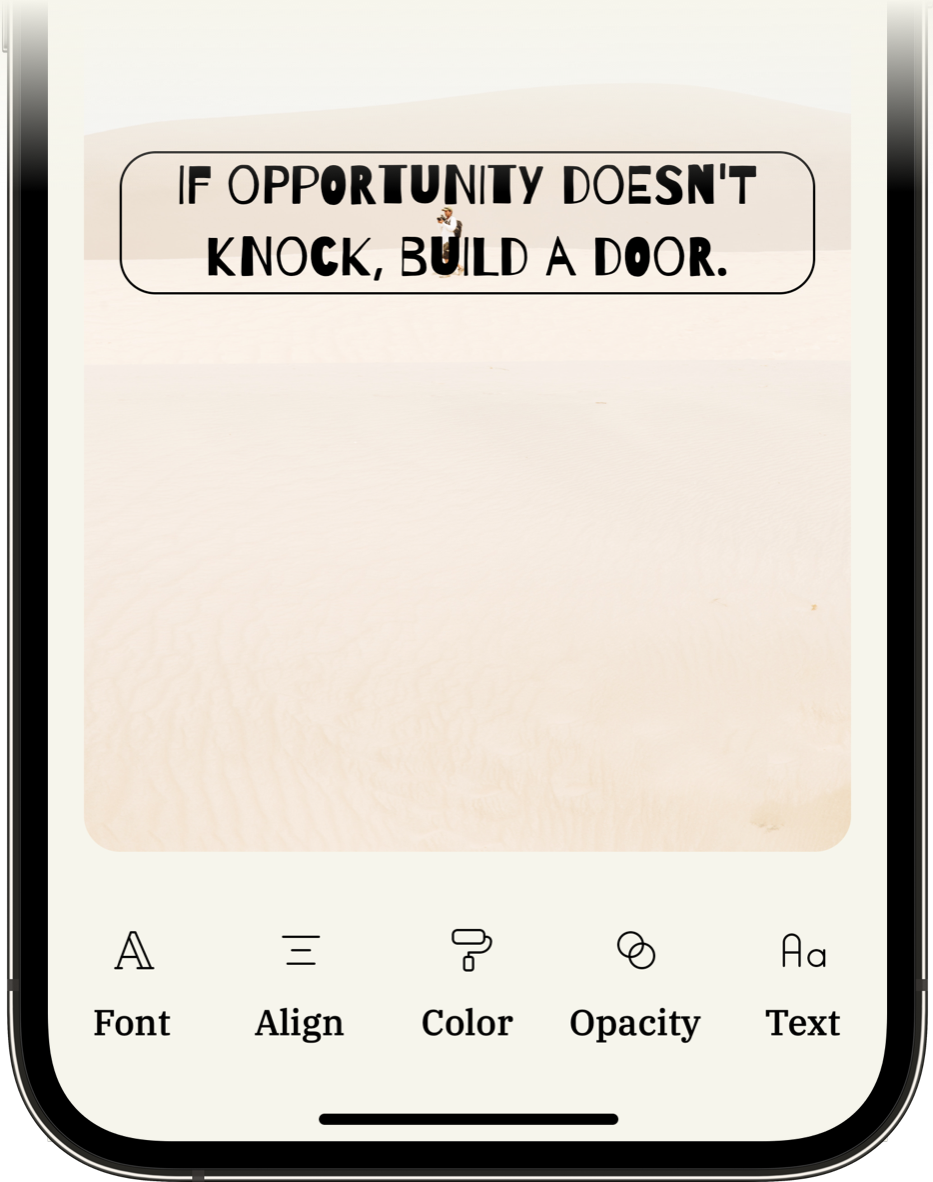 IF OPPORTUNITY DOESN'T
KNOCK, BUILD A DOOR.
Font Align Color Opacity Text